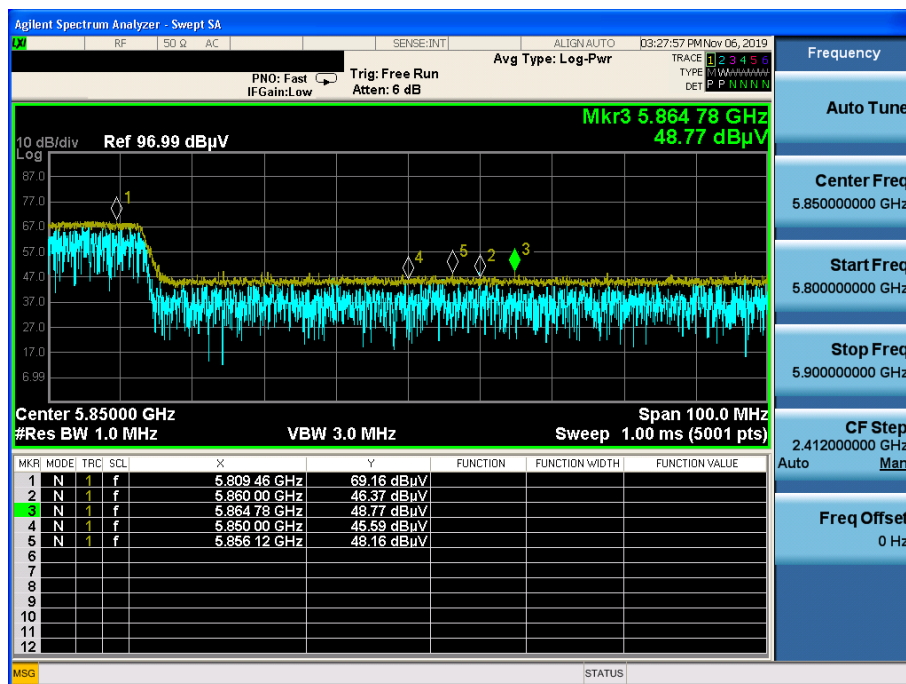 Agilent Spectrum Analyzer - Swept SA
LXI RF 50 Ω AC SENSE:INT ALIGN AUTO 03:27:57 PM Nov 06, 2019
Frequency
Avg Type: Log-Pwr
TRACE 1 2 3 4 5 6
PNO: Fast Trig: Free Run
TYPE M W W W W W
IFGain:Low Atten: 6 dB
DET P P N N N N
Auto Tune
Mkr3 5.864 78 GHz
48.77 dBµV
10 dB/div Ref 96.99 dBµV
Log
87.0
77.0
67.0
57.0
47.0
37.0
27.0
17.0
6.99
1
4
5
2
3
Center Freq
5.850000000 GHz
Start Freq
5.800000000 GHz
Stop Freq
5.900000000 GHz
Center 5.85000 GHz Span 100.0 MHz
#Res BW 1.0 MHz VBW 3.0 MHz Sweep 1.00 ms (5001 pts)
CF Step
2.412000000 GHz
Auto Man
Freq Offset
0 Hz
MKR MODE TRC SCL X Y FUNCTION FUNCTION WIDTH FUNCTION VALUE
1 N 1 f 5.809 46 GHz 69.16 dBµV
2 N 1 f 5.860 00 GHz 46.37 dBµV
3 N 1 f 5.864 78 GHz 48.77 dBµV
4 N 1 f 5.850 00 GHz 45.59 dBµV
5 N 1 f 5.856 12 GHz 48.16 dBµV
6
7
8
9
10
11
12
MSG STATUS